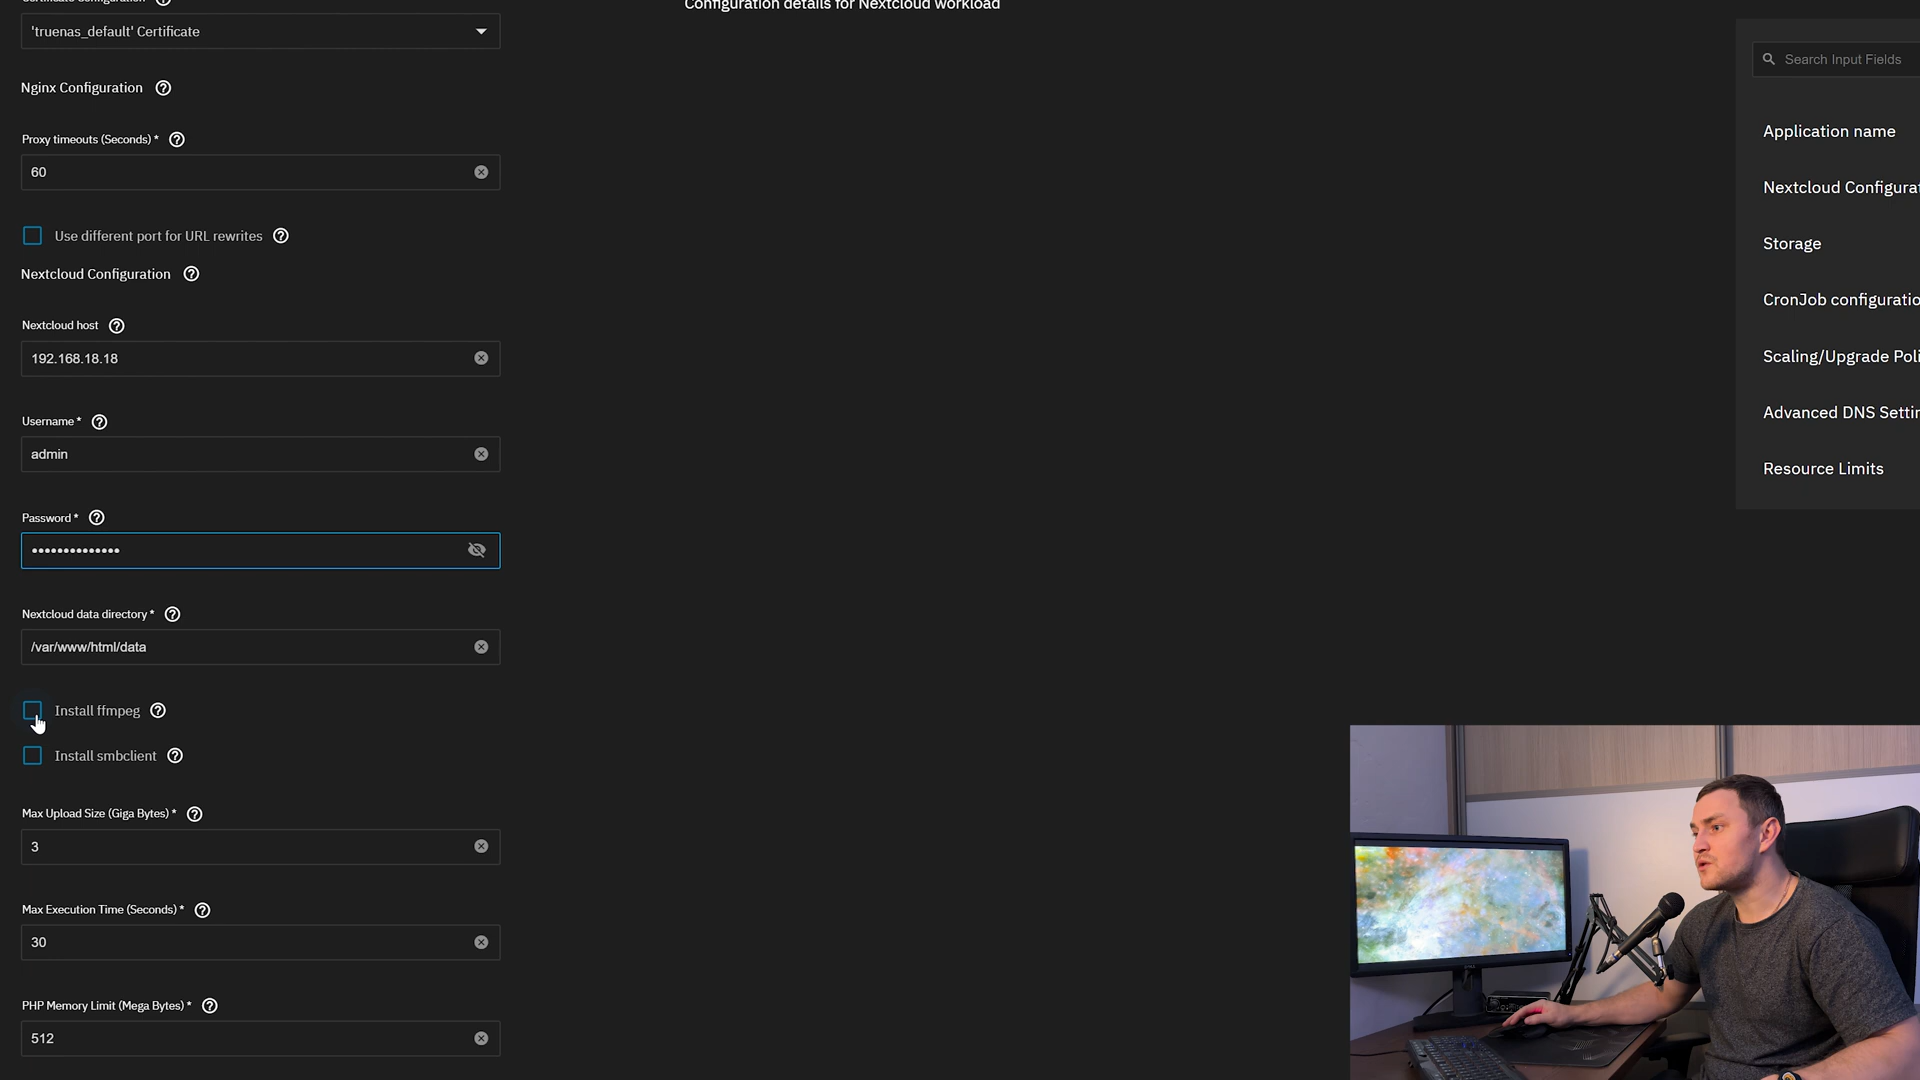 Configuration details for Nextcloud workload
'truenas_default' Certificate
Search Input Fields
Nginx Configuration
Proxy timeouts (Seconds) *
60
Use different port for URL rewrites
Nextcloud Configuration
Nextcloud host
192.168.18.18
Username *
admin
Password *
••••••••••••••
Nextcloud data directory *
/var/www/html/data
Install ffmpeg
Install smbclient
Max Upload Size (Giga Bytes) *
3
Max Execution Time (Seconds) *
30
PHP Memory Limit (Mega Bytes) *
512
Application name
Nextcloud Configurat
Storage
CronJob configuratio
Scaling/Upgrade Poli
Advanced DNS Settin
Resource Limits